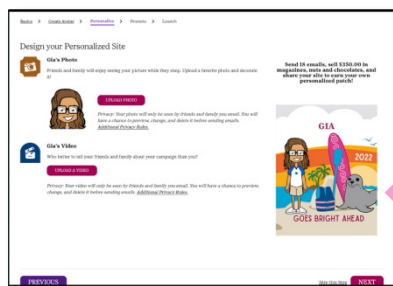 Basics > Create Avatar > Personalize > Promote > Launch
Design your Personalized Site
Gia's Photo
Friends and family will enjoy seeing your picture while they shop. Upload a favorite photo and decorate
it!
UPLOAD PHOTO
Privacy: Your photo will only be seen by friends and family you email. You will
have a chance to preview, change, and delete it before sending emails.
Additional Privacy Rules.
Gia's Video
Who better to tell your friends and family about your campaign than you?
UPLOAD A VIDEO
Privacy: Your video will only be seen by friends and family you email. You will have a chance to preview,
change, and delete it before sending emails. Additional Privacy Rules.
Send 18 emails, sell $350.00 in
magazines, nuts and chocolates, and
share your site to earn your own
personalized patch!
GIA
2022
GOES BRIGHT AHEAD
PREVIOUS
Skip this Step
NEXT